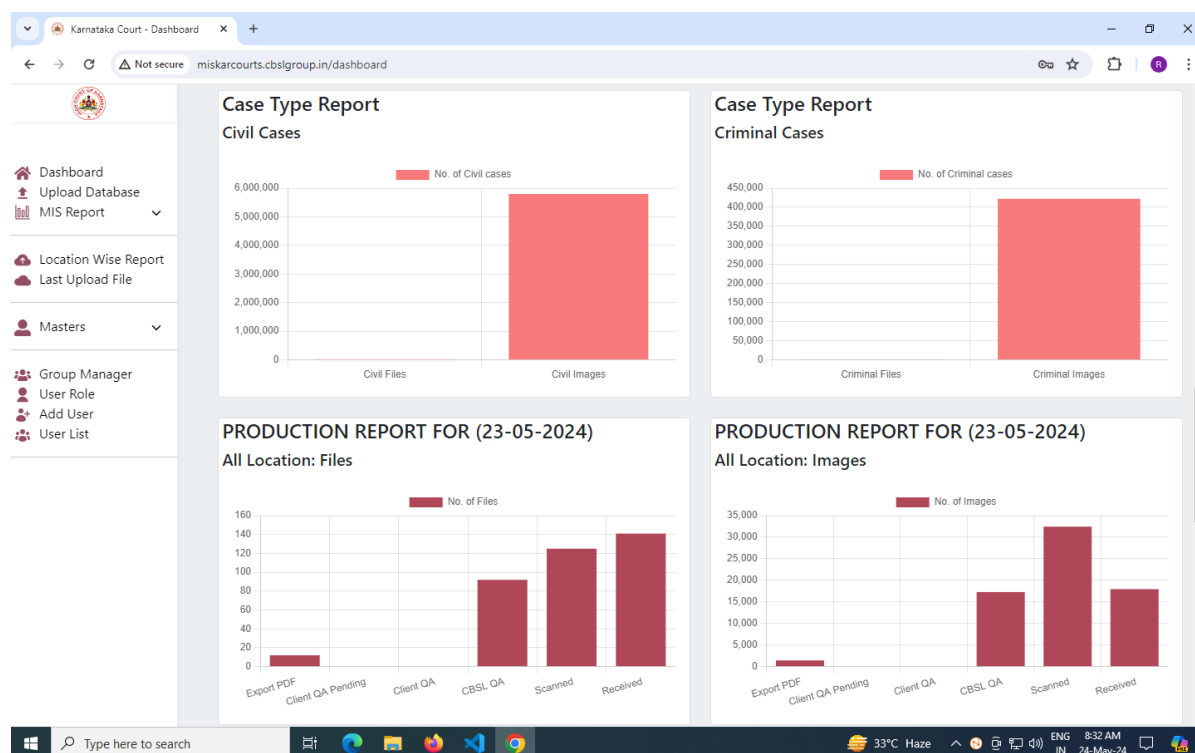 Karnataka Court - Dashboard
Not secure miskarcourts.cbslgroup.in/dashboard
R
Dashboard
Upload Database
MIS Report
Location Wise Report
Last Upload File
Masters
Group Manager
User Role
Add User
User List
Case Type Report
Civil Cases
No. of Civil cases
6,000,000
5,000,000
4,000,000
3,000,000
2,000,000
1,000,000
0
Civil Files Civil Images
Case Type Report
Criminal Cases
No. of Criminal cases
450,000
400,000
350,000
300,000
250,000
200,000
150,000
100,000
50,000
0
Criminal Files Criminal Images
PRODUCTION REPORT FOR (23-05-2024)
All Location: Files
No. of Files
160
140
120
100
80
60
40
20
0
Export PDF Client QA Pending Client QA CBSL QA Scanned Received
PRODUCTION REPORT FOR (23-05-2024)
All Location: Images
No. of Images
35,000
30,000
25,000
20,000
15,000
10,000
5,000
0
Export PDF Client QA Pending Client QA CBSL QA Scanned Received
Type here to search
33°C Haze
ENG
IN
8:32 AM
24-May-24